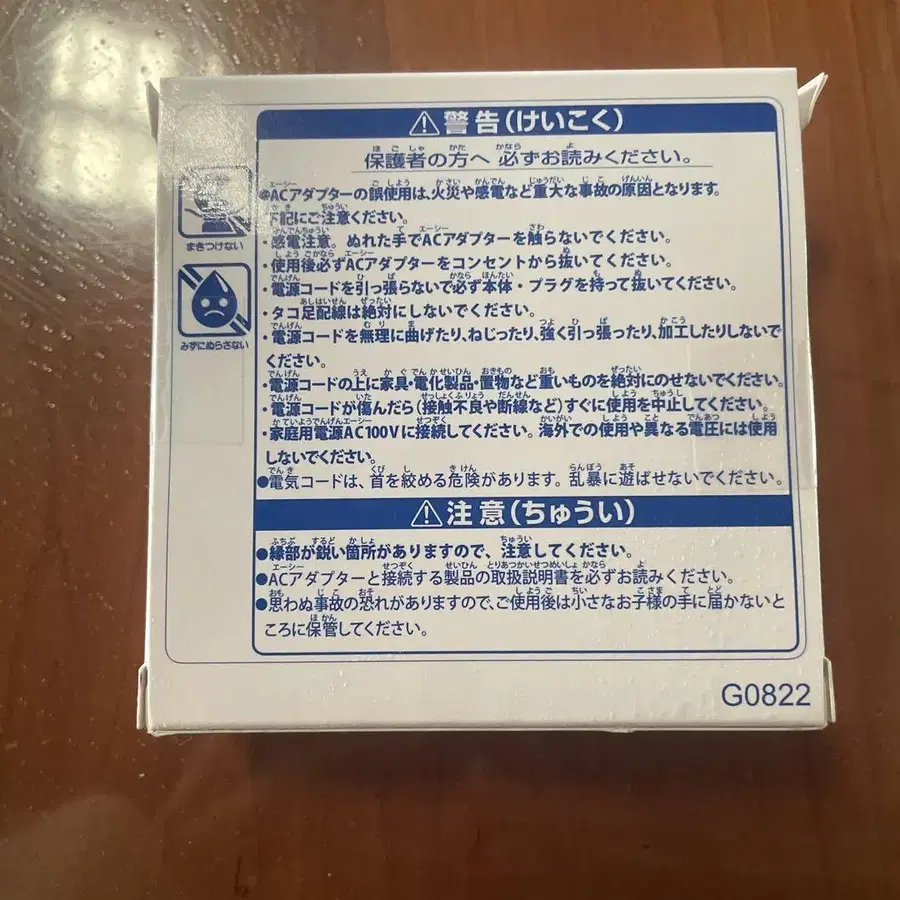 警告(けいこく)
保護者の方へ 必ずお読みください。
●ACアダプターの誤使用は、火災や感電など重大な事故の原因となります。
下記にご注意ください。
・感電注意。ぬれた手でACアダプターを触らないでください。
・使用後必ずACアダプターをコンセントから抜いてください。
・電源コードを引っ張らないで必ず本体・プラグを持って抜いてください。
・タコ足配線は絶対にしないでください。
・電源コードを無理に曲げたり、ねじったり、強く引っ張ったり、加工したりしないで
ください。
・電源コードの上に家具・電化製品・置物など重いものを絶対にのせないでください。
・電源コードが傷んだら(接触不良や断線など)すぐに使用を中止してください。
・家庭用電源AC100Vに接続してください。海外での使用や異なる電圧には使用
しないでください。
●電気コードは、首を絞める危険があります。乱暴に遊ばせないでください。
まきつけない
みずにぬらさない
注意(ちゅうい)
●縁部が鋭い箇所がありますので、注意してください。
●ACアダプターと接続する製品の取扱説明書を必ずお読みください。
●思わぬ事故の恐れがありますので、ご使用後は小さなお子様の手に届かないと
ころに保管してください。
G0822